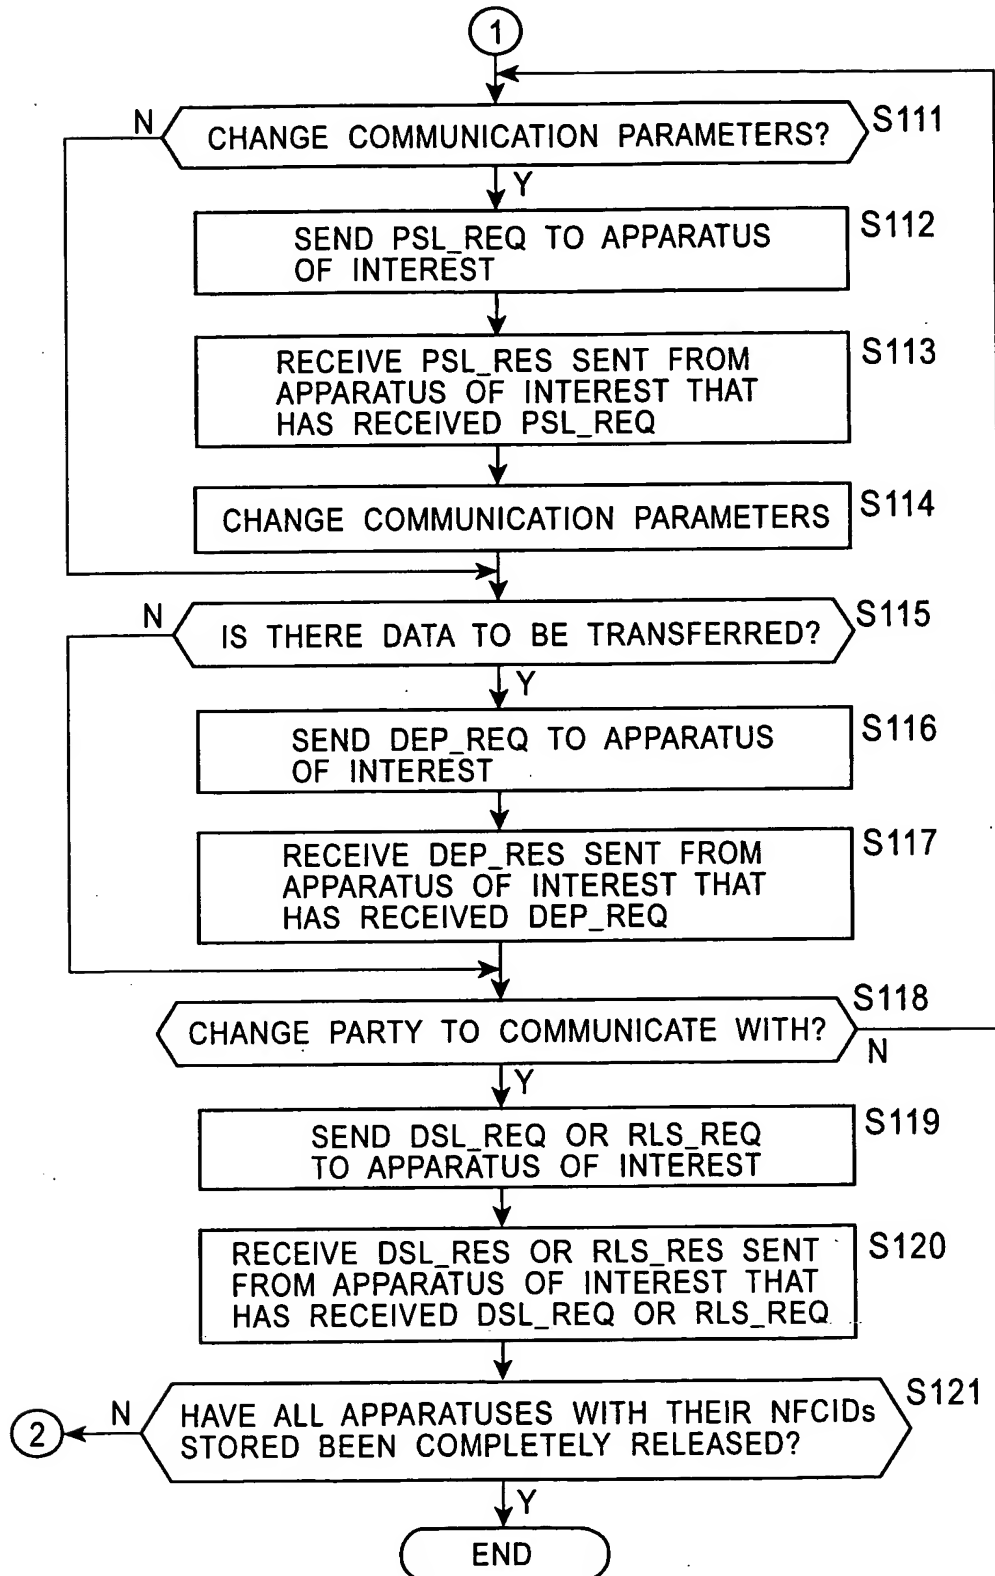 1
N
CHANGE COMMUNICATION PARAMETERS?
S111
Y
SEND PSL_REQ TO APPARATUS
OF INTEREST
S112
RECEIVE PSL_RES SENT FROM
APPARATUS OF INTEREST THAT
HAS RECEIVED PSL_REQ
S113
CHANGE COMMUNICATION PARAMETERS
S114
N
IS THERE DATA TO BE TRANSFERRED?
S115
Y
SEND DEP_REQ TO APPARATUS
OF INTEREST
S116
RECEIVE DEP_RES SENT FROM
APPARATUS OF INTEREST THAT
HAS RECEIVED DEP_REQ
S117
CHANGE PARTY TO COMMUNICATE WITH?
S118
N
Y
SEND DSL_REQ OR RLS_REQ
TO APPARATUS OF INTEREST
S119
RECEIVE DSL_RES OR RLS_RES SENT
FROM APPARATUS OF INTEREST THAT
HAS RECEIVED DSL_REQ OR RLS_REQ
S120
2
N
HAVE ALL APPARATUSES WITH THEIR NFCIDs
STORED BEEN COMPLETELY RELEASED?
S121
Y
END